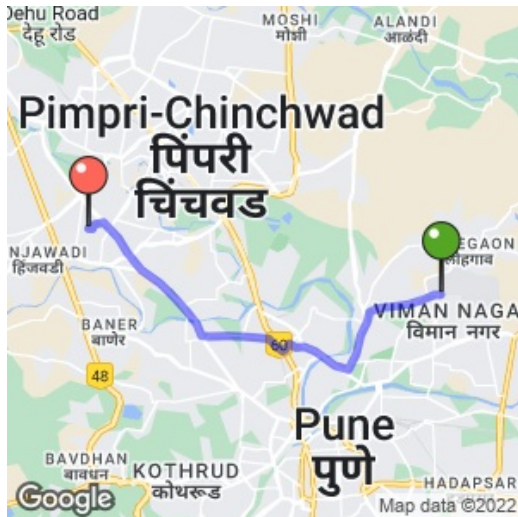 Dehu Road
देहू रोड
MOSHI
मोशी
ALANDI
आळंदी
Pimpri-Chinchwad
पिंपरी
चिंचवड
NJAWADI
हिंजवडी
EGAON
लोहगाव
VIMAN NAGA
विमान नगर
BANER
बाणेर
60
48
Pune
पुणे
BAVDHAN
बावधन
KOTHRUD
कोथरूड
HADAPSAR
Google
Map data ©2022